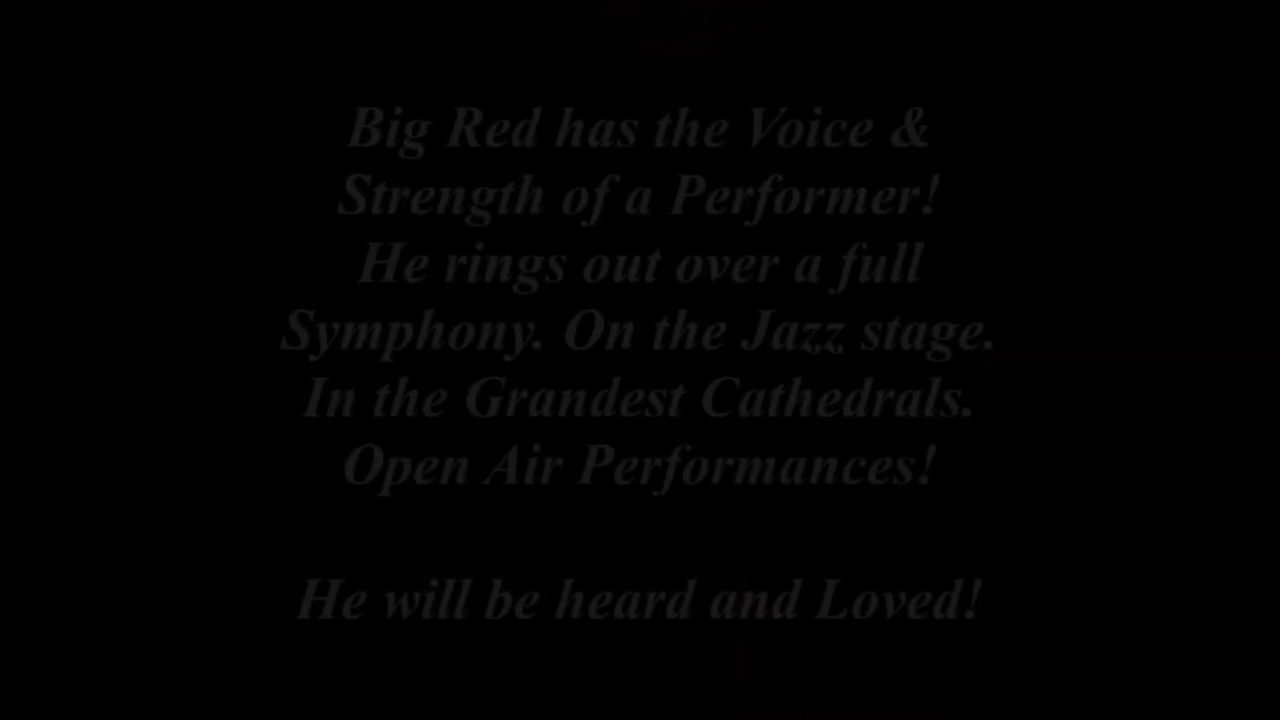 Big Red has the Voice &
Strength of a Performer!
He rings out over a full
Symphony. On the Jazz stage.
In the Grandest Cathedrals.
Open Air Performances!
He will be heard and Loved!